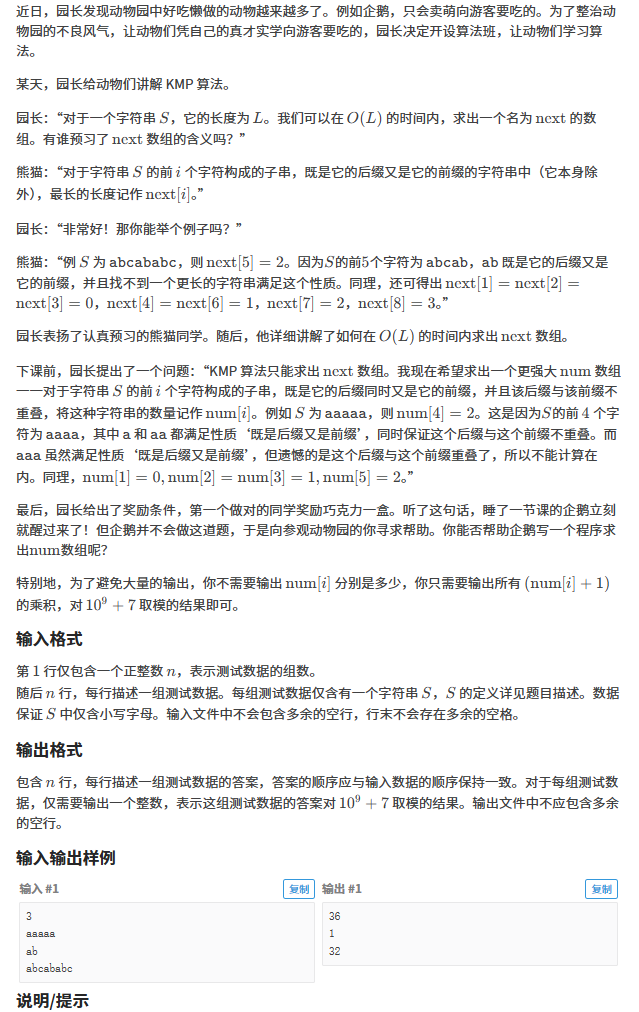 近日，园长发现动物园中好吃懒做的动物越来越多了。例如企鹅，只会卖萌向游客要吃的。为了整治动
物园的不良风气，让动物们凭自己的真才实学向游客要吃的，园长决定开设算法班，让动物们学习算
法。
某天，园长给动物们讲解 KMP 算法。
园长：“对于一个字符串 S，它的长度为 L。我们可以在 O(L) 的时间内，求出一个名为 next 的数
组。有谁预习了 next 数组的含义吗？”
熊猫：“对于字符串 S 的前 i 个字符构成的子串，既是它的后缀又是它的前缀的字符串中（它本身除
外），最长的长度记作 next[i]。”
园长：“非常好！那你能举个例子吗？”
熊猫：“例 S 为 abcababc，则 next[5] = 2。因为S的前5个字符为 abcab，ab 既是它的后缀又是
它的前缀，并且找不到一个更长的字符串满足这个性质。同理，还可得出 next[1] = next[2] =
next[3] = 0，next[4] = next[6] = 1，next[7] = 2，next[8] = 3。”
园长表扬了认真预习的熊猫同学。随后，他详细讲解了如何在 O(L) 的时间内求出 next 数组。
下课前，园长提出了一个问题：“KMP 算法只能求出 next 数组。我现在希望求出一个更强大 num 数组
一一对于字符串 S 的前 i 个字符构成的子串，既是它的后缀同时又是它的前缀，并且该后缀与该前缀不
重叠，将这种字符串的数量记作 num[i]。例如 S 为 aaaaa，则 num[4] = 2。这是因为S的前 4 个字
符为 aaaa，其中 a 和 aa 都满足性质‘既是后缀又是前缀’，同时保证这个后缀与这个前缀不重叠。而
aaa 虽然满足性质‘既是后缀又是前缀’，但遗憾的是这个后缀与这个前缀重叠了，所以不能计算在
内。同理，num[1] = 0, num[2] = num[3] = 1, num[5] = 2。”
最后，园长给出了奖励条件，第一个做对的同学奖励巧克力一盒。听了这句话，睡了一节课的企鹅立刻
就醒过来了！但企鹅并不会做这道题，于是向参观动物园的你寻求帮助。你能否帮助企鹅写一个程序求
出num数组呢？
特别地，为了避免大量的输出，你不需要输出 num[i] 分别是多少，你只需要输出所有 (num[i] + 1)
的乘积，对 10⁹ + 7 取模的结果即可。
输入格式
第 1 行仅包含一个正整数 n，表示测试数据的组数。
随后 n 行，每行描述一组测试数据。每组测试数据仅含有一个字符串 S，S 的定义详见题目描述。数据
保证 S 中仅含小写字母。输入文件中不会包含多余的空行，行末不会存在多余的空格。
输出格式
包含 n 行，每行描述一组测试数据的答案，答案的顺序应与输入数据的顺序保持一致。对于每组测试数
据，仅需要输出一个整数，表示这组测试数据的答案对 10⁹ + 7 取模的结果。输出文件中不应包含多余
的空行。
输入输出样例
输入 #1 复制
3
aaaaa
ab
abcababc
输出 #1 复制
36
1
32
说明/提示